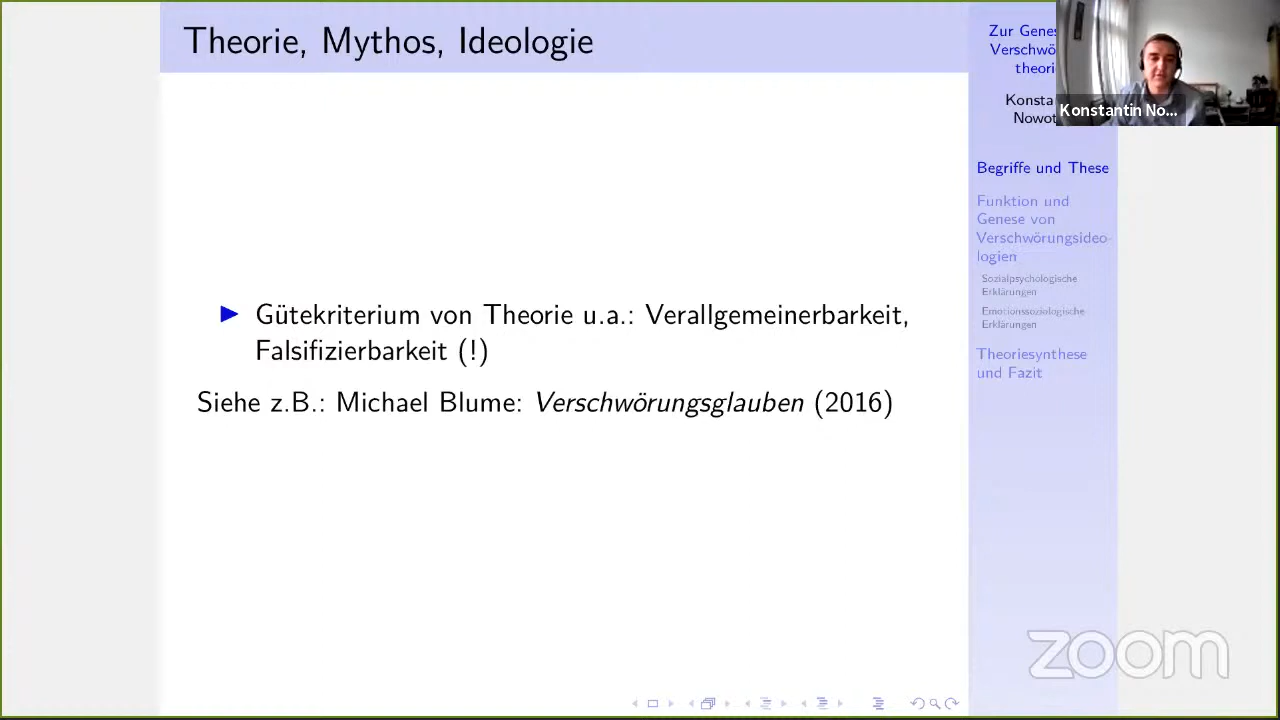 Theorie, Mythos, Ideologie
Gütekriterium von Theorie u.a.: Verallgemeinerbarkeit,
Falsifizierbarkeit (!)
Siehe z.B.: Michael Blume: Verschwörungsglauben (2016)
Zur Genes
Verschwö
theori
Konsta
Nowot
Konstantin No...
Begriffe und These
Funktion und
Genese von
Verschwörungsideo-
logien
Sozialpsychologische
Erklärungen
Emotionssoziologische
Erklärungen
Theoriesynthese
und Fazit
zoom